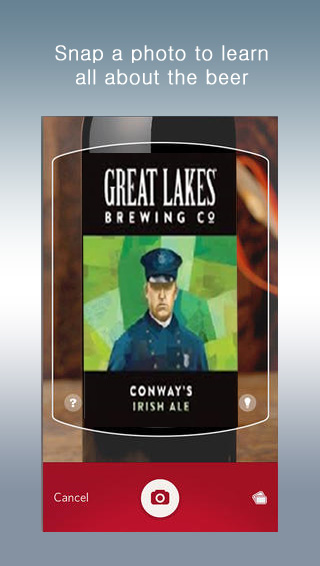 Snap a photo to learn
all about the beer
GREAT LAKES
BREWING CO
CONWAY'S
IRISH ALE
?
Cancel